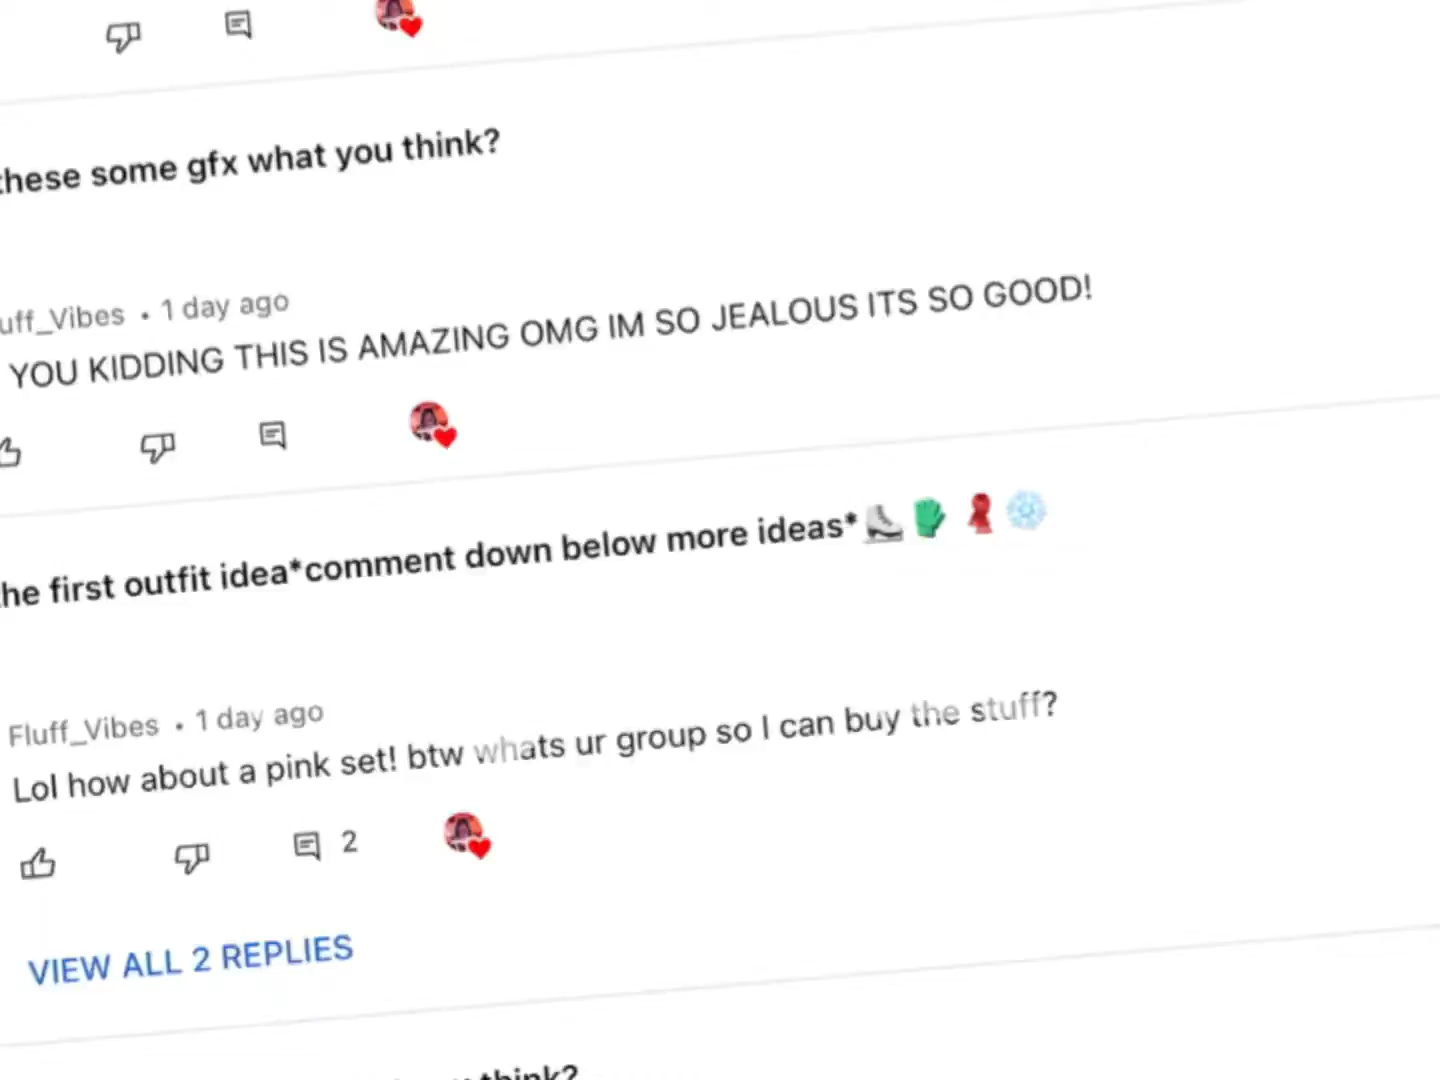 these some gfx what you think?
uff_Vibes • 1 day ago
YOU KIDDING THIS IS AMAZING OMG IM SO JEALOUS ITS SO GOOD!
he first outfit idea*comment down below more ideas*⛸️🧤🧣❄️
Fluff_Vibes • 1 day ago
Lol how about a pink set! btw whats ur group so I can buy the stuff?
2
VIEW ALL 2 REPLIES
think?